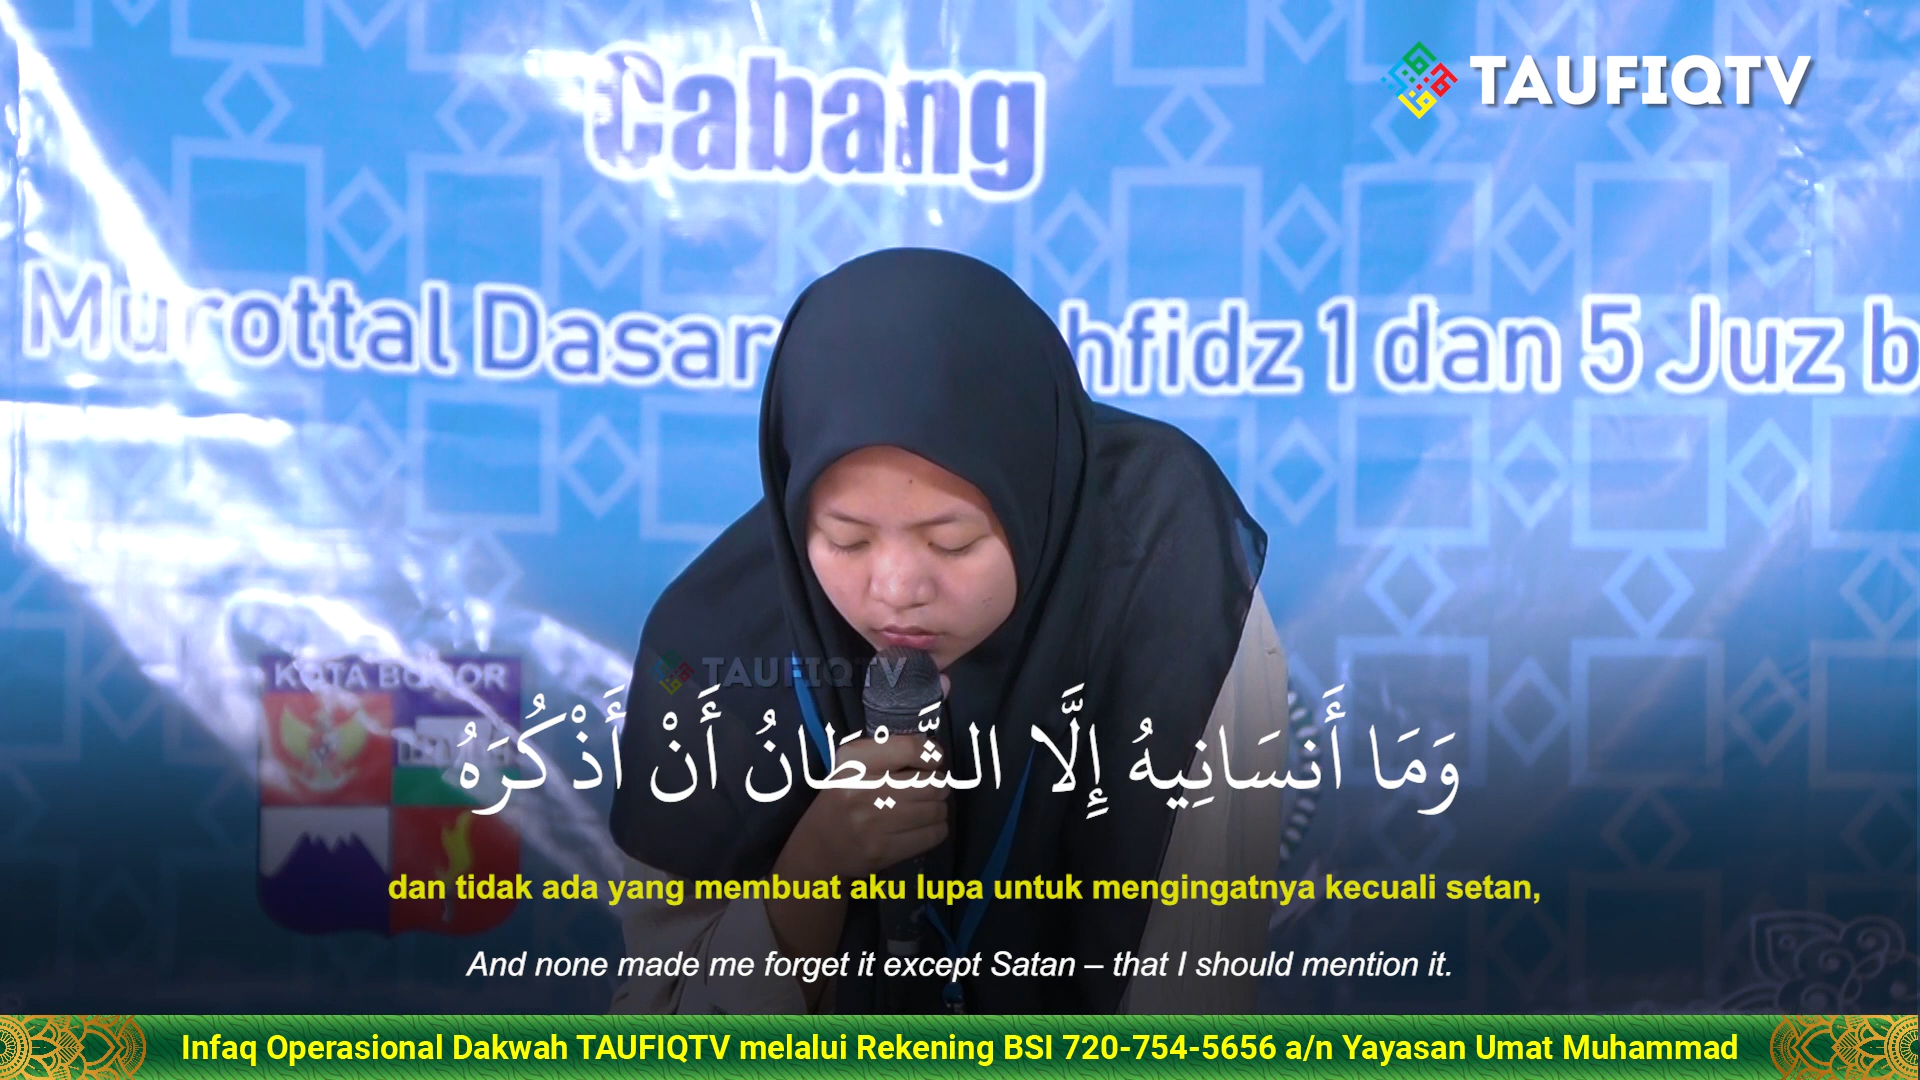 TAUFIQTV
Cabang
Murottal Dasar hfidz 1 dan 5 Juz b
KOTA BOGOR
TAUFIQTV
وَمَا أَنسَانِيهُ إِلَّا الشَّيْطَانُ أَنْ أَذْكُرَهُ
dan tidak ada yang membuat aku lupa untuk mengingatnya kecuali setan,
And none made me forget it except Satan – that I should mention it.
Infaq Operasional Dakwah TAUFIQTV melalui Rekening BSI 720-754-5656 a/n Yayasan Umat Muhammad